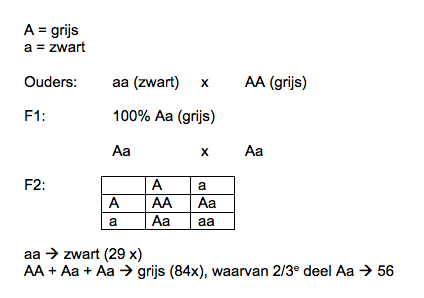 A = grijs
a = zwart
Ouders: aa (zwart) x AA (grijs)
F1: 100% Aa (grijs)
Aa x Aa
F2: A a
A AA Aa
a Aa aa
aa → zwart (29 x)
AA + Aa + Aa → grijs (84x), waarvan 2/3e deel Aa → 56